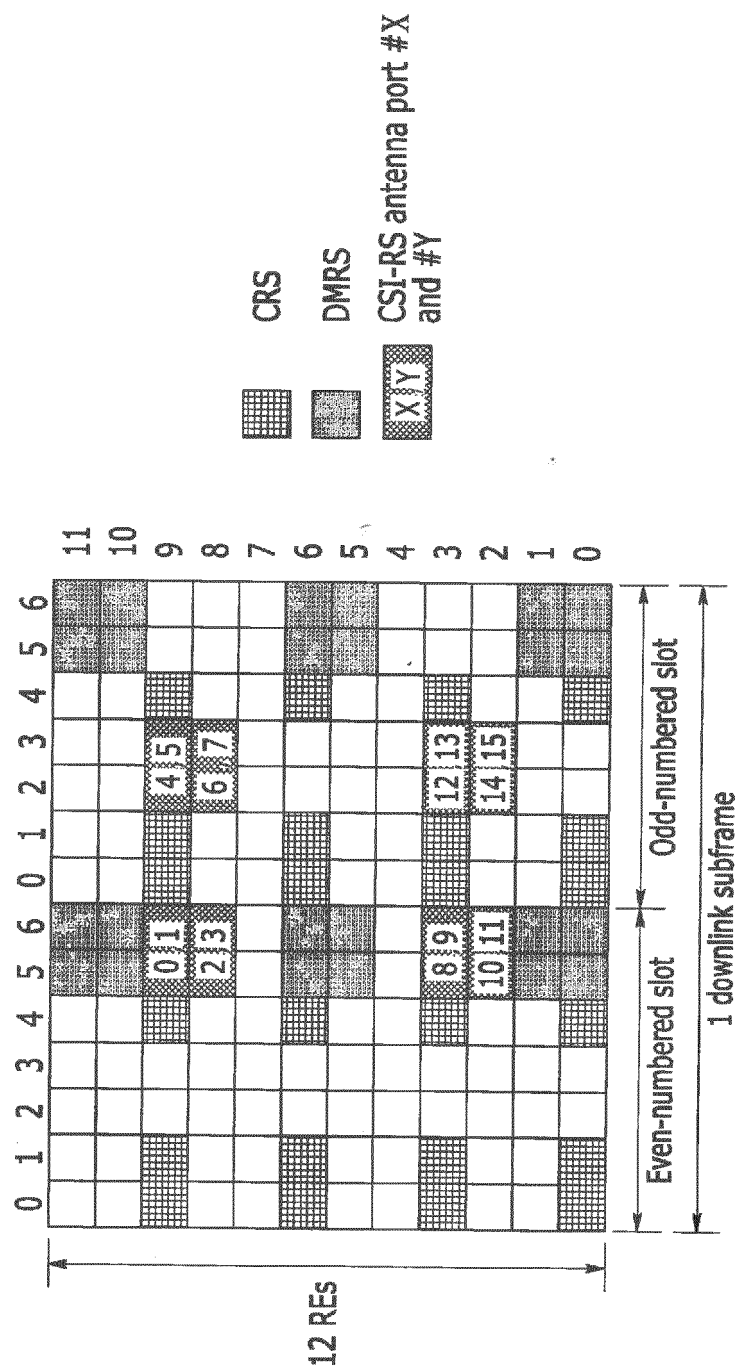 0 1 2 3 4 5 6 0 1 2 3 4 5 6
11
10
9
8
7
6
5
4
3
2
1
0
0 1
4 5
2 3
6 7
8 9
12 13
10 11
14 15
12 REs
Even-numbered slot
Odd-numbered slot
1 downlink subframe
CRS
DMRS
X Y
CSI-RS antenna port #X
and #Y